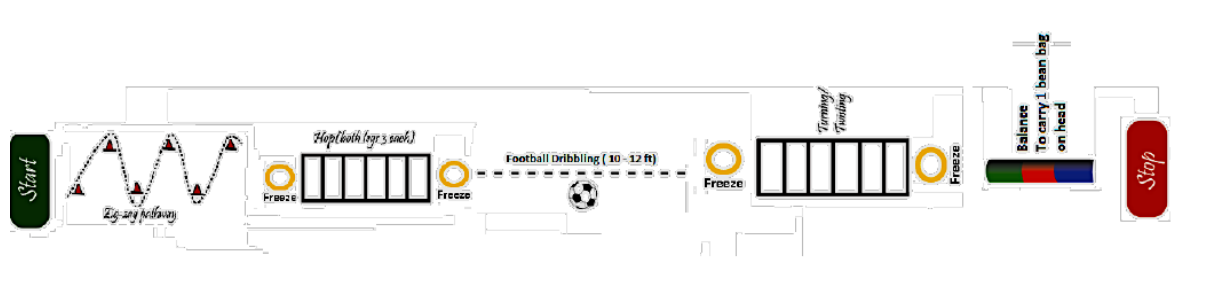 Start
Zig-zag pathway
Freeze
Hop(both legs 3 each)
Freeze
Football Dribbling ( 10 - 12 ft)
Freeze
Turning/
Twisting
Freeze
Balance
To carry 1 bean bag
on head
Stop